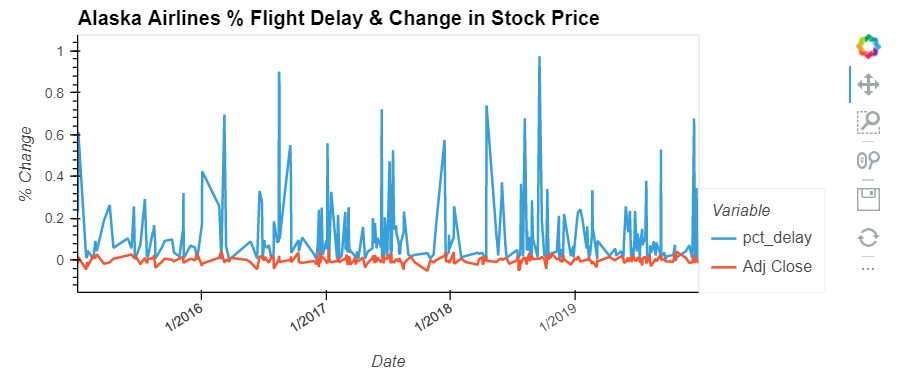 Alaska Airlines % Flight Delay & Change in Stock Price
% Change
1
0.8
0.6
0.4
0.2
0
1/2016
1/2017
1/2018
1/2019
Date
Variable
pct_delay
Adj Close